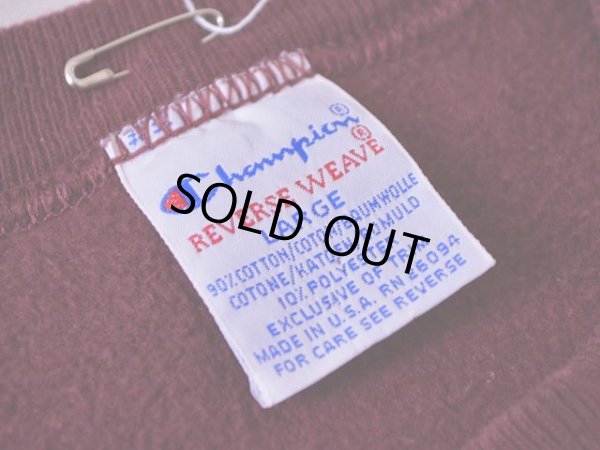 Champion®
REVERSE WEAVE®
LARGE
SOLD OUT
90% COTTON/COTON/BAUMWOLLE
COTONE/KATOEN
10% POLYESTER
EXCLUSIVE OF TRIM
MADE IN U.S.A. RN 26094
FOR CARE SEE REVERSE